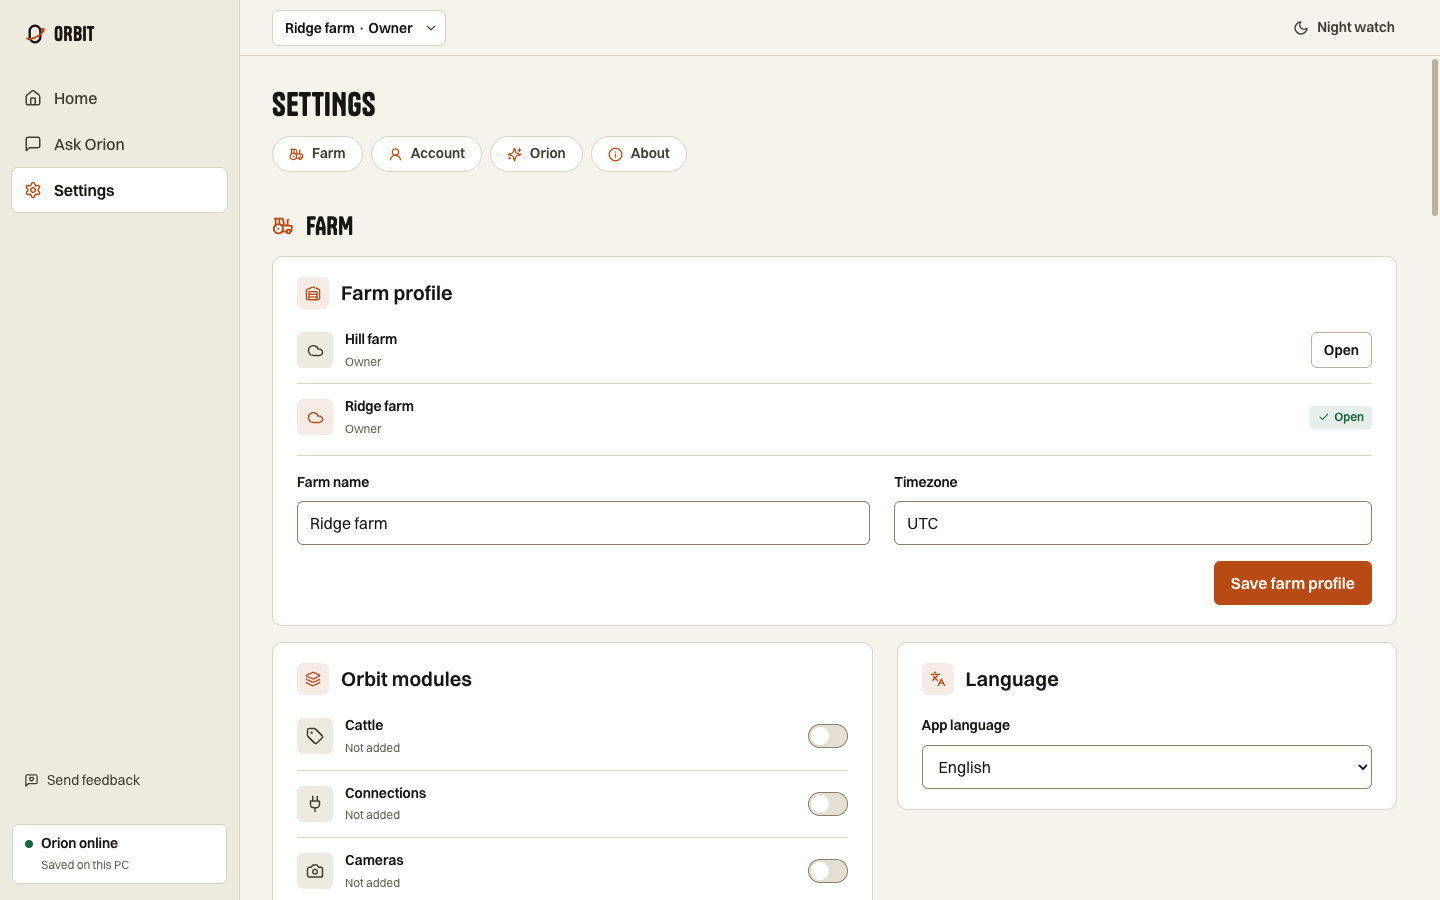 ORBIT
Ridge farm · Owner
Night watch
Home
Ask Orion
Settings
Send feedback
Orion online
Saved on this PC
SETTINGS
Farm
Account
Orion
About
FARM
Farm profile
Hill farm
Owner
Open
Ridge farm
Owner
Open
Farm name
Timezone
Ridge farm
UTC
Save farm profile
Orbit modules
Cattle
Not added
Connections
Not added
Cameras
Not added
Language
App language
English